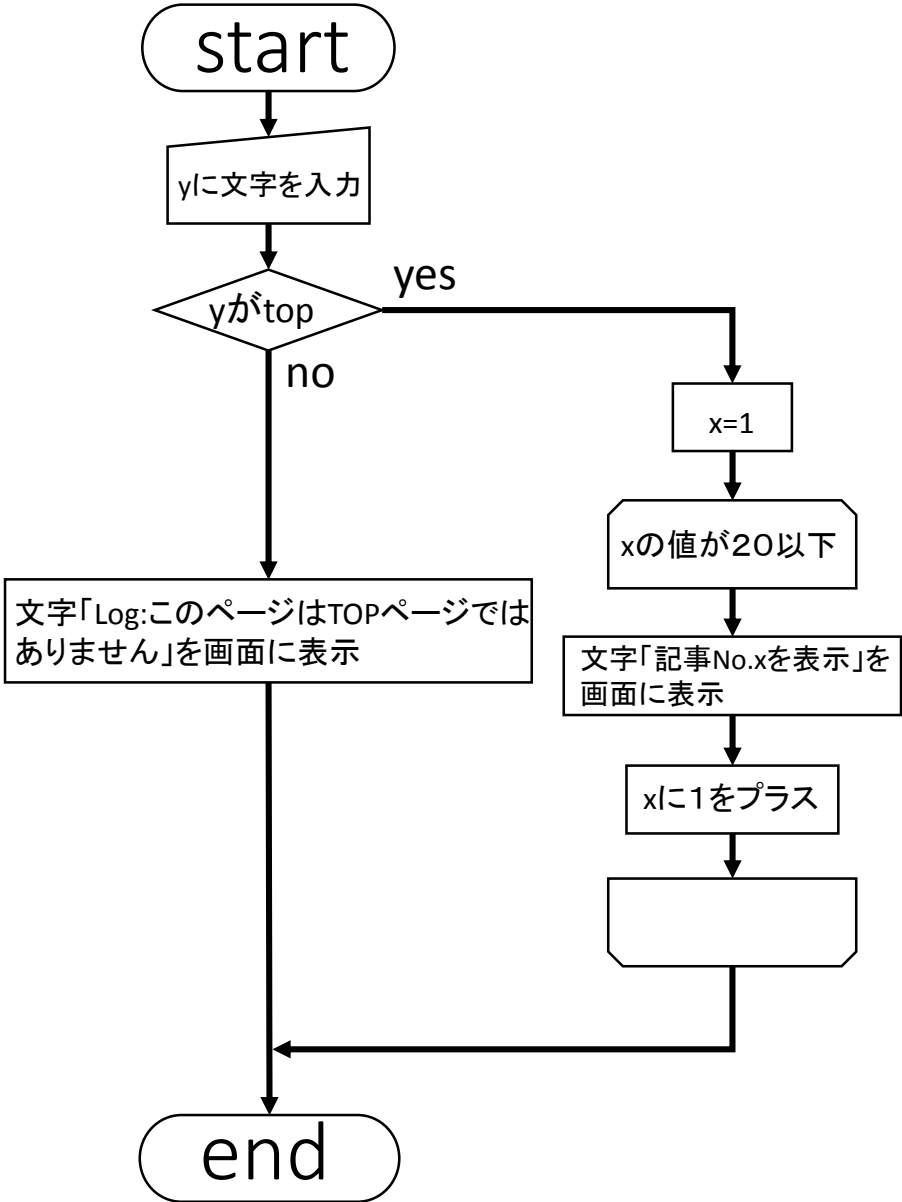 start
yに文字を入力
yがtop
yes
no
x=1
xの値が２０以下
文字「Log:このページはTOPページでは
ありません」を画面に表示
文字「記事No.xを表示」を
画面に表示
xに１をプラス
end